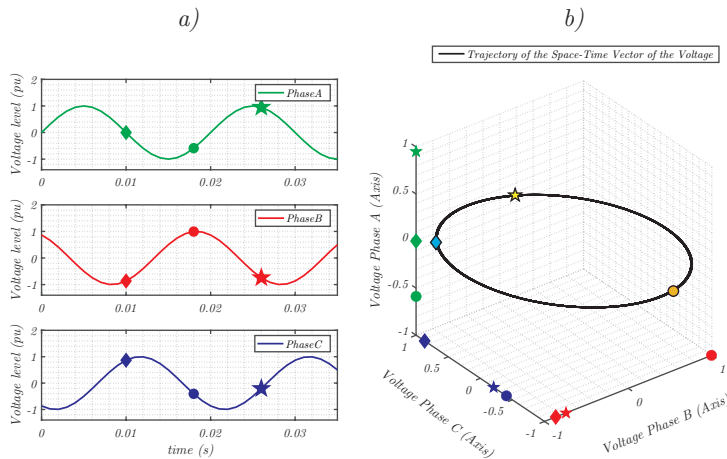 a)
b)
Voltage level (pu)
2
1
0
-1
PhaseA
0
0.01
0.02
0.03
Voltage level (pu)
2
1
0
-1
PhaseB
0
0.01
0.02
0.03
Voltage level (pu)
2
1
0
-1
PhaseC
0
0.01
0.02
0.03
time (s)
Trajectory of the Space-Time Vector of the Voltage
Voltage Phase A (Axis)
1
0.5
0
-0.5
-1
1
0.5
0
-0.5
-1
Voltage Phase C (Axis)
-1
0
1
Voltage Phase B (Axis)